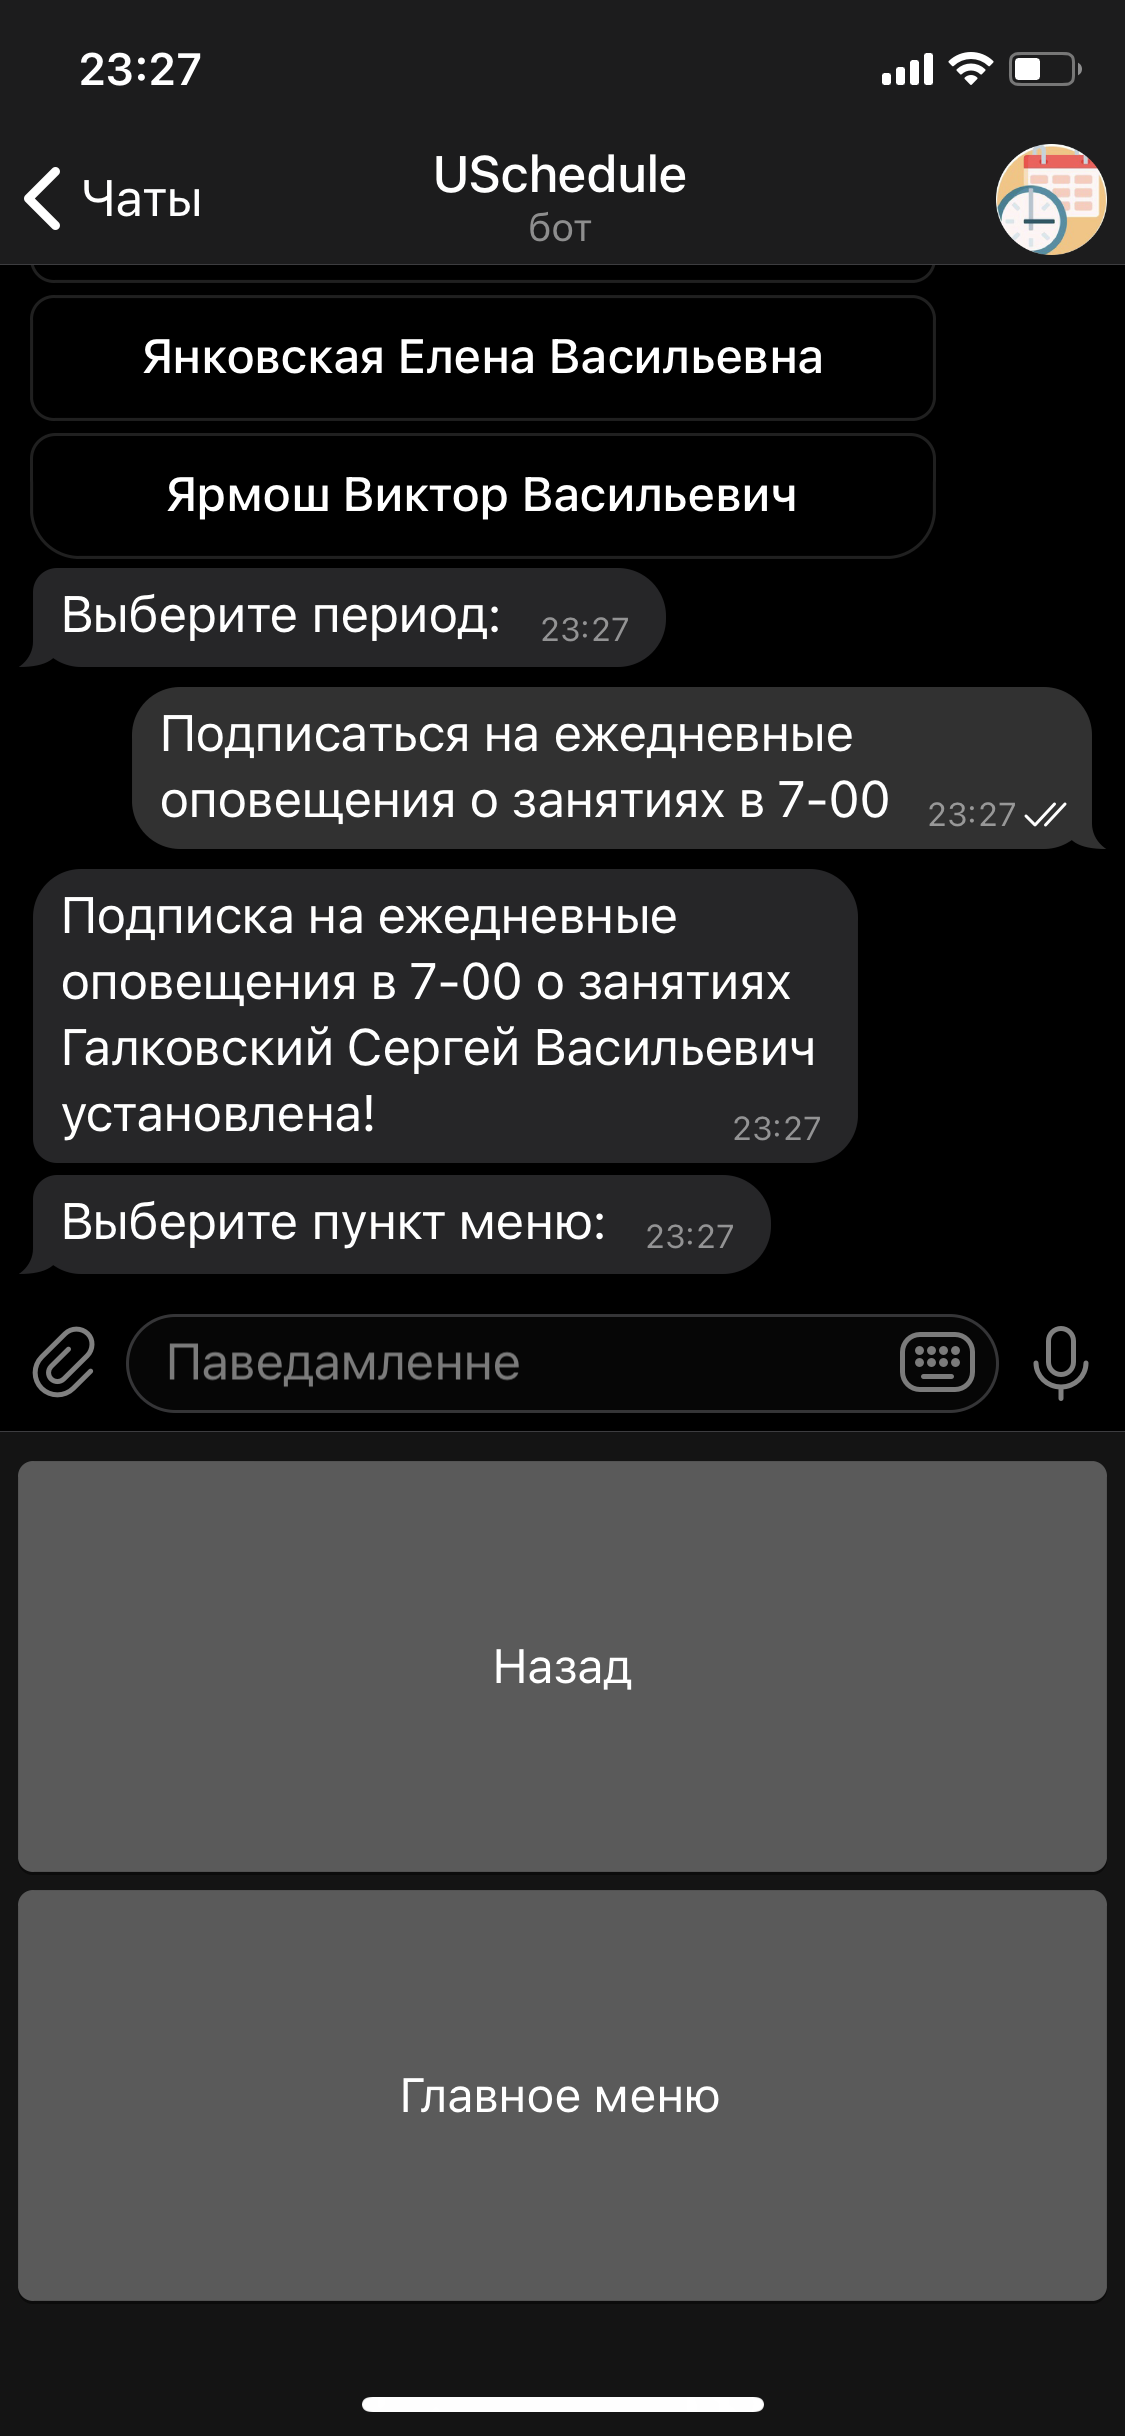 23:27
Чаты
USchedule
бот
Янковская Елена Васильевна
Ярмош Виктор Васильевич
Выберите период: 23:27
Подписаться на ежедневные
оповещения о занятиях в 7-00 23:27
Подписка на ежедневные
оповещения в 7-00 о занятиях
Галковский Сергей Васильевич
установлена! 23:27
Выберите пункт меню: 23:27
Паведамленне
Назад
Главное меню